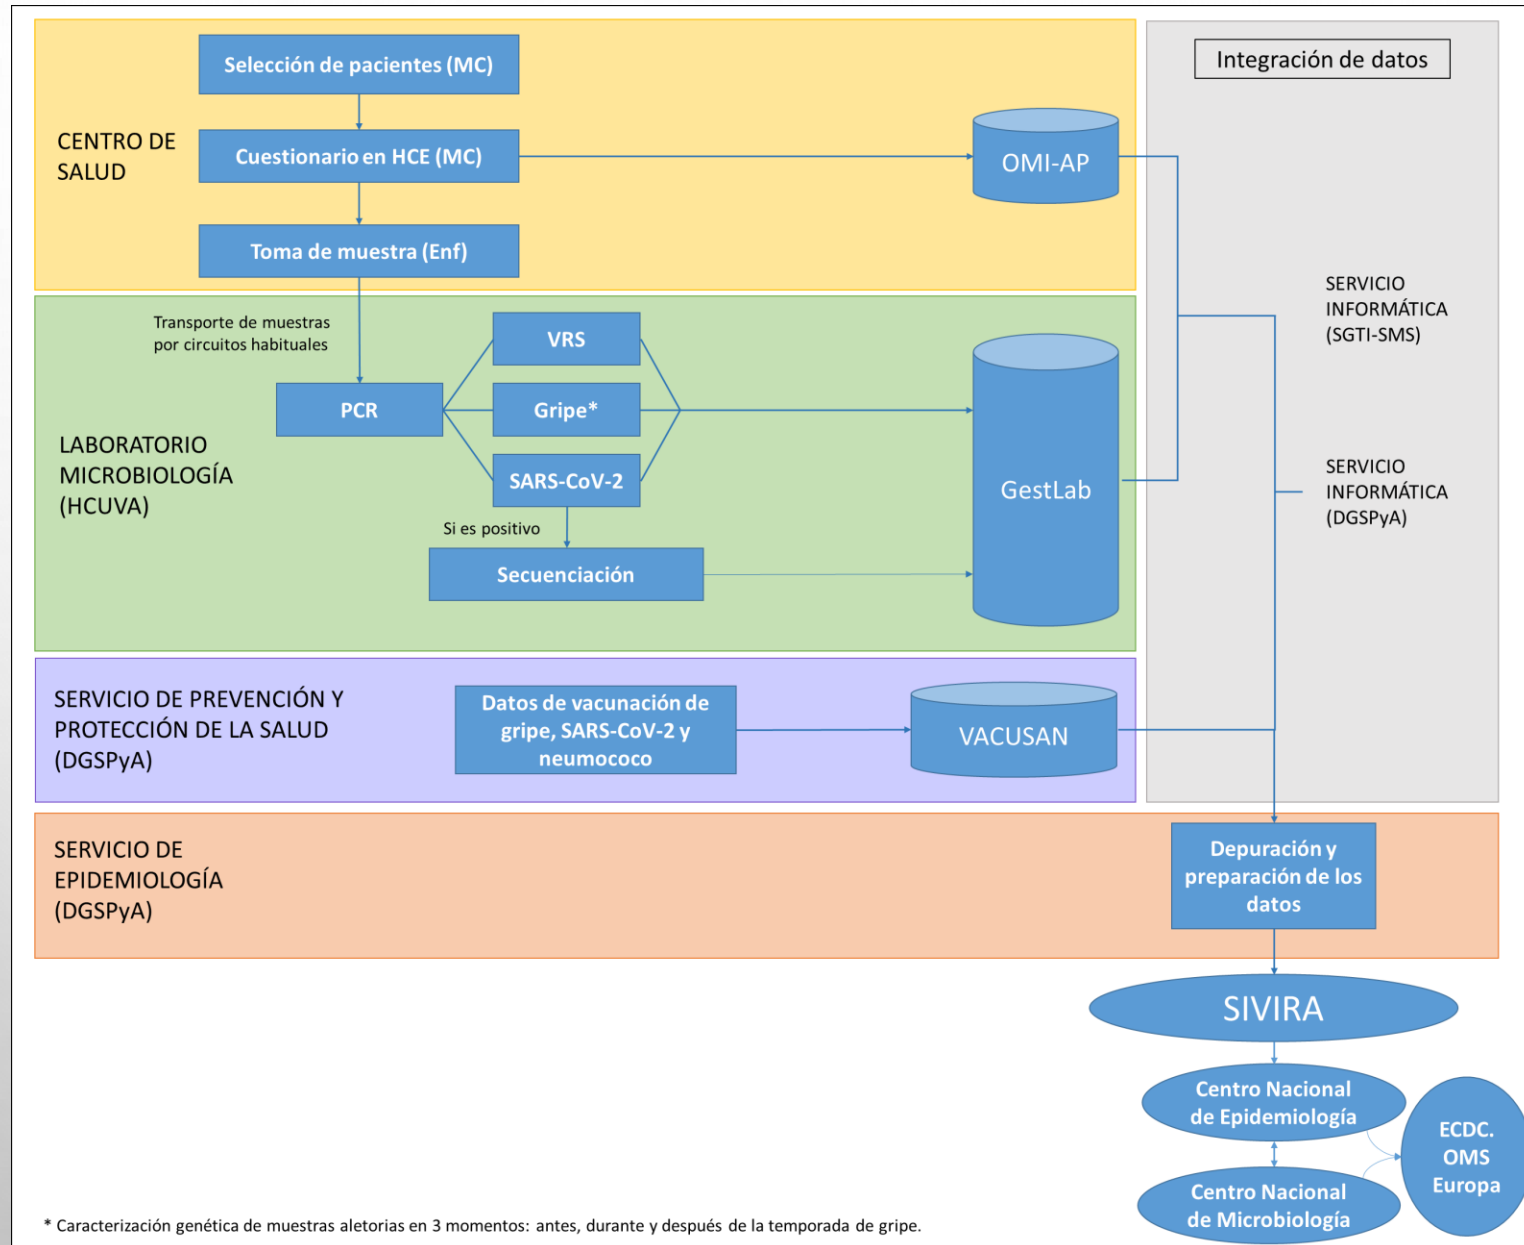 Selección de pacientes (MC)
Integración de datos
CENTRO DE
SALUD
Cuestionario en HCE (MC)
OMI-AP
Toma de muestra (Enf)
SERVICIO
INFORMÁTICA
(SGTI-SMS)
Transporte de muestras
por circuitos habituales
VRS
PCR
Gripe*
LABORATORIO
MICROBIOLOGÍA
(HCUVA)
SARS-CoV-2
GestLab
SERVICIO
INFORMÁTICA
(DGSPyA)
Si es positivo
Secuenciación
SERVICIO DE PREVENCIÓN Y
PROTECCIÓN DE LA SALUD
(DGSPyA)
Datos de vacunación de
gripe, SARS-CoV-2 y
neumococo
VACUSAN
SERVICIO DE
EPIDEMIOLOGÍA
(DGSPyA)
Depuración y
preparación de los
datos
SIVIRA
Centro Nacional
de Epidemiología
ECDC.
OMS
Europa
Centro Nacional
de Microbiología
* Caracterización genética de muestras aletorias en 3 momentos: antes, durante y después de la temporada de gripe.